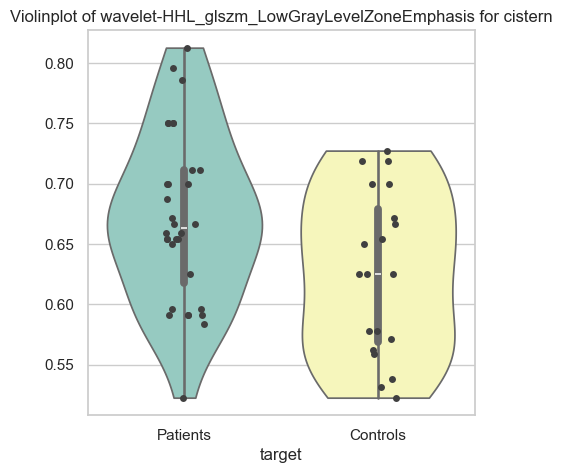 Violinplot of wavelet-HHL_glszm_LowGrayLevelZoneEmphasis for cistern
0.80
0.75
0.70
0.65
0.60
0.55
Patients
Controls
target